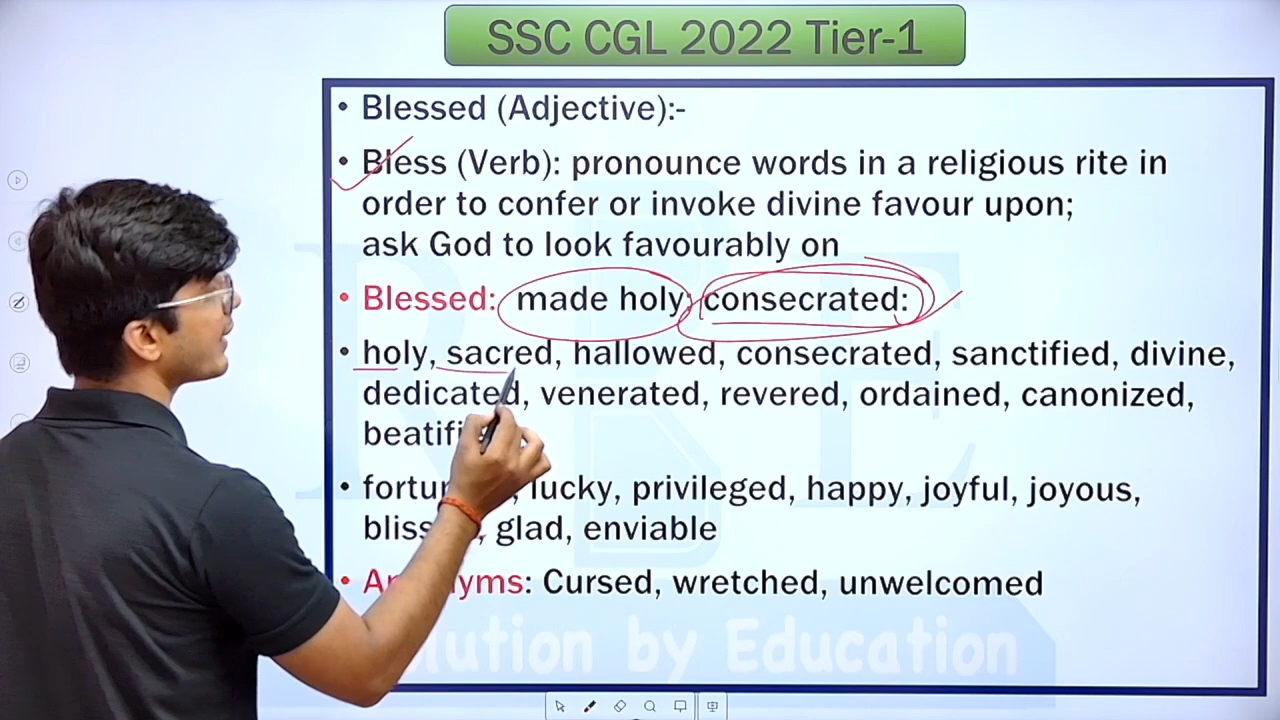 SSC CGL 2022 Tier-1
• Blessed (Adjective):-
• Bless (Verb): pronounce words in a religious rite in
order to confer or invoke divine favour upon;
ask God to look favourably on
• Blessed: made holy; consecrated:
• holy, sacred, hallowed, consecrated, sanctified, divine,
dedicated, venerated, revered, ordained, canonized,
• lucky, privileged, happy, joyful, joyous,
glad, enviable
• Cursed, wretched, unwelcomed
by Education